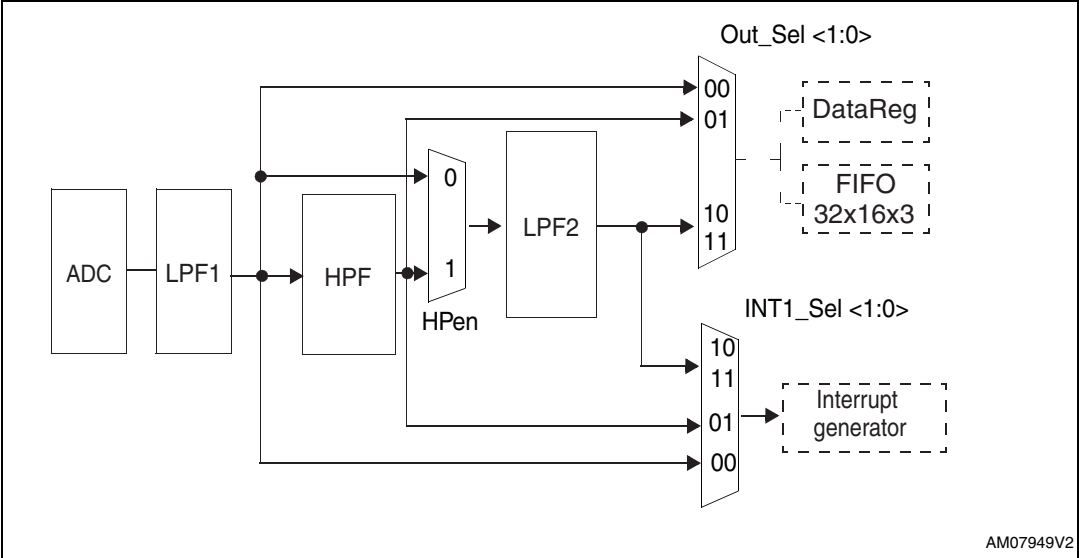 Out_Sel <1:0>
00
01
10
11
DataReg
FIFO
32x16x3
0
1
HPen
ADC
LPF1
HPF
LPF2
INT1_Sel <1:0>
10
11
01
00
Interrupt
generator
AM07949V2